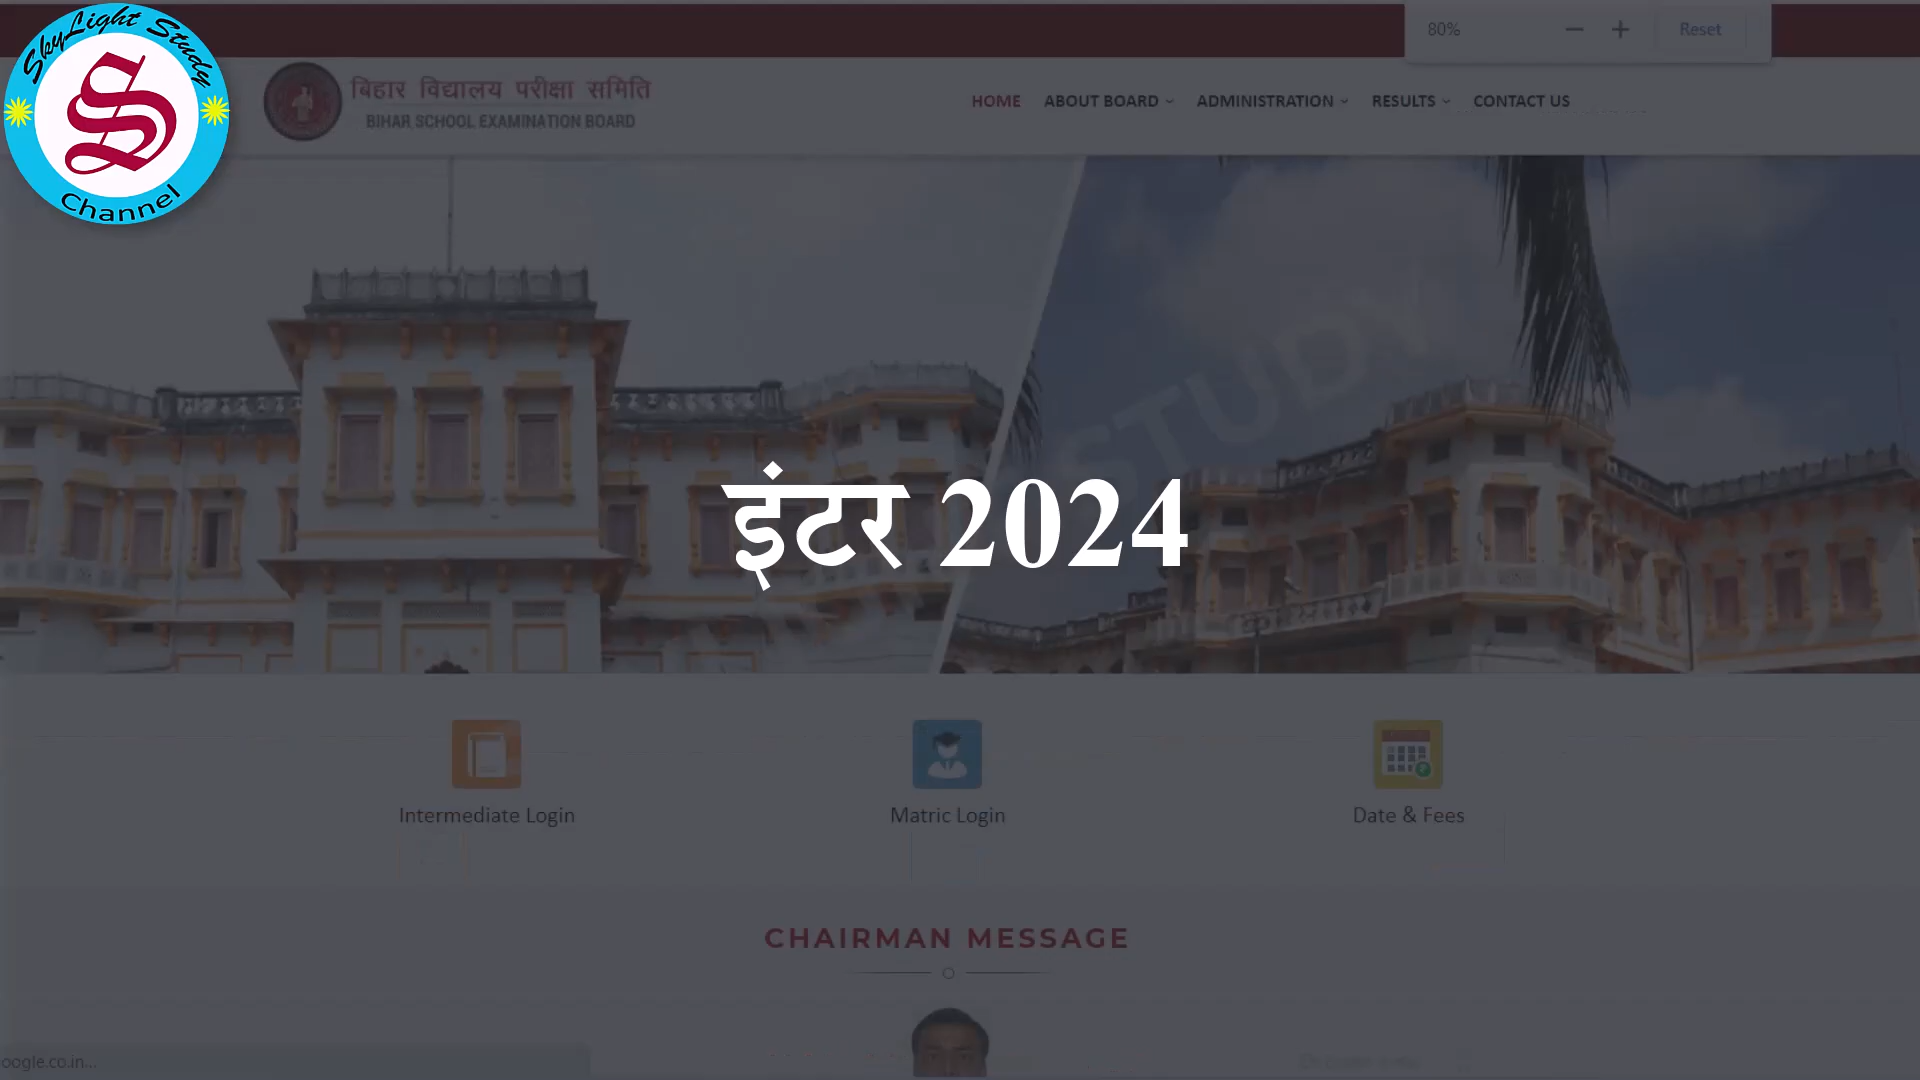 SkyLight Study
S
Channel
80%
Reset
बिहार विद्यालय परीक्षा समिति
BIHAR SCHOOL EXAMINATION BOARD
HOME ABOUT BOARD ADMINISTRATION RESULTS CONTACT US
STUDY
इंटर 2024
Intermediate Login
Matric Login
Date & Fees
CHAIRMAN MESSAGE
oogle.co.in...